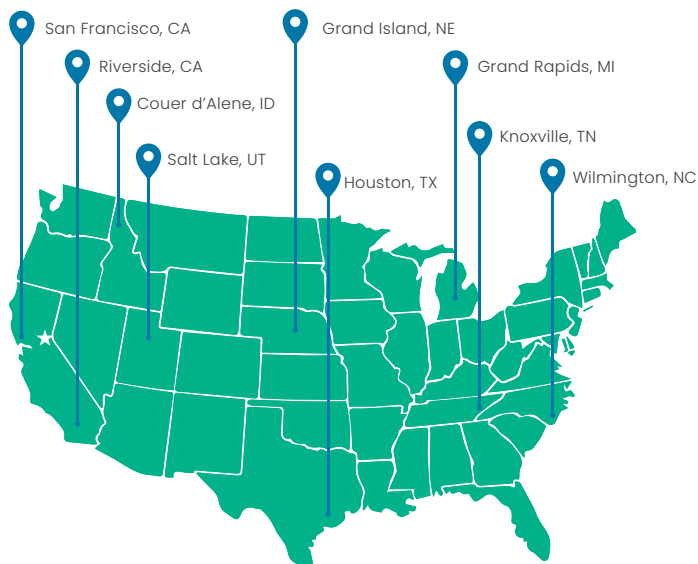 San Francisco, CA
Grand Island, NE
Riverside, CA
Grand Rapids, MI
Couer d’Alene, ID
Knoxville, TN
Salt Lake, UT
Houston, TX
Wilmington, NC